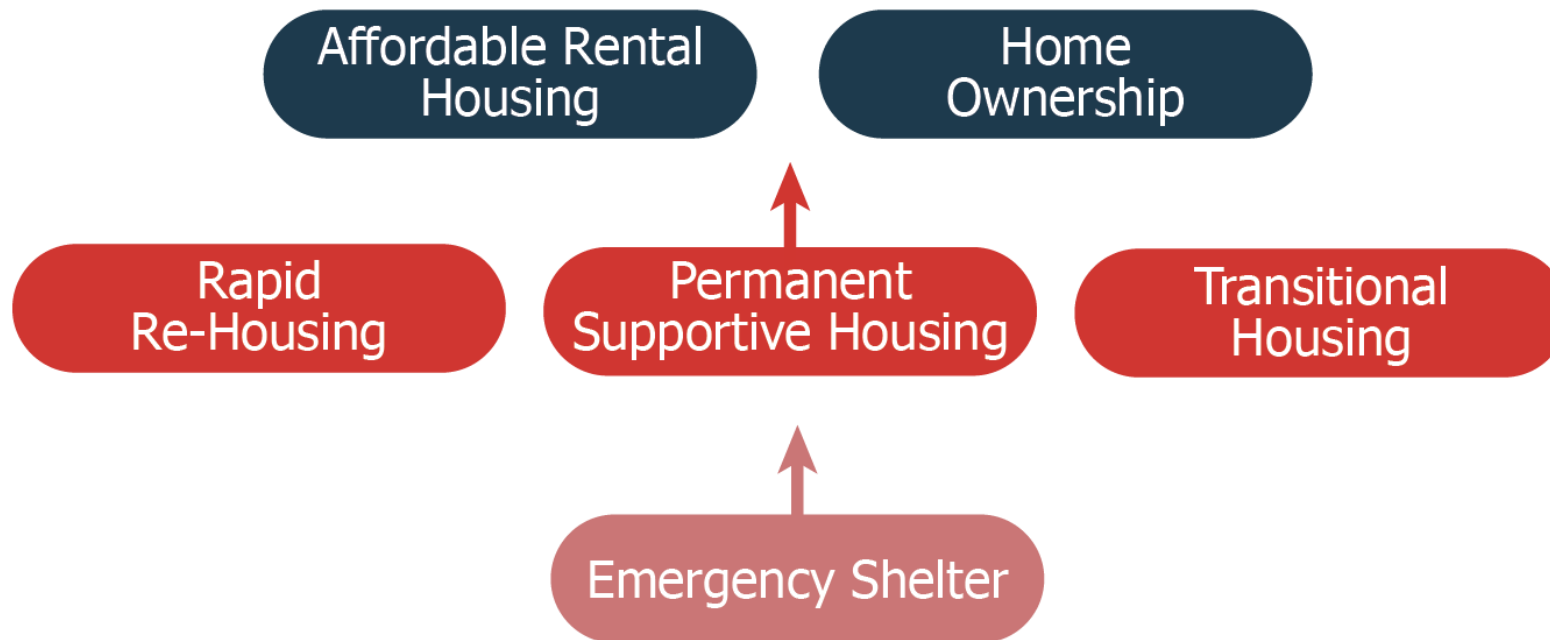 Affordable Rental
Housing
Home
Ownership
Rapid
Re-Housing
Permanent
Supportive Housing
Transitional
Housing
Emergency Shelter